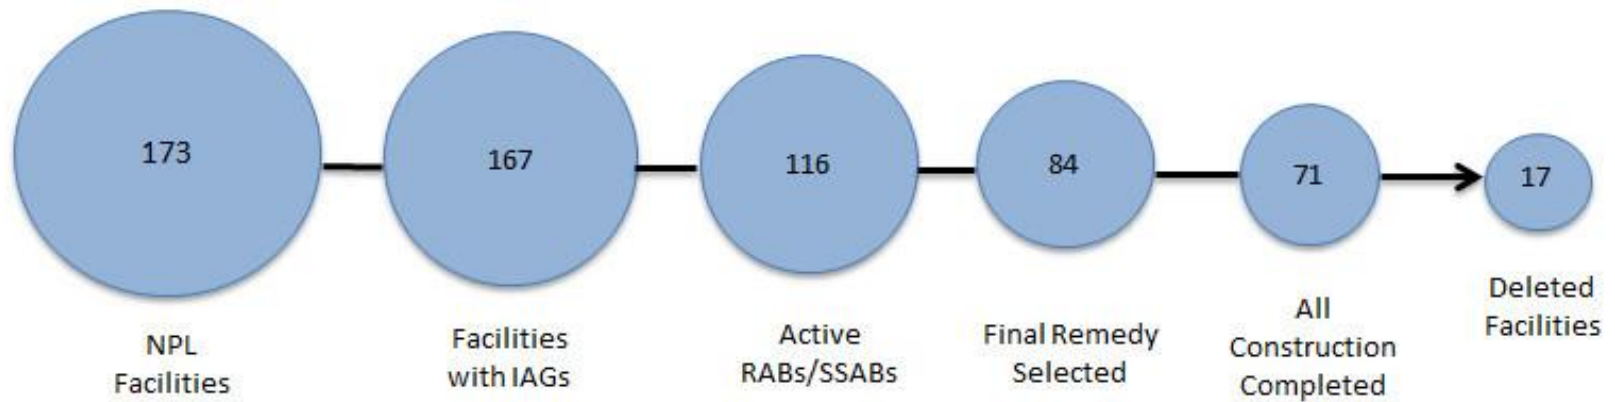 173
167
116
84
71
17
NPL
Facilities
Facilities
with IAGs
Active
RABs/SSABs
Final Remedy
Selected
All
Construction
Completed
Deleted
Facilities